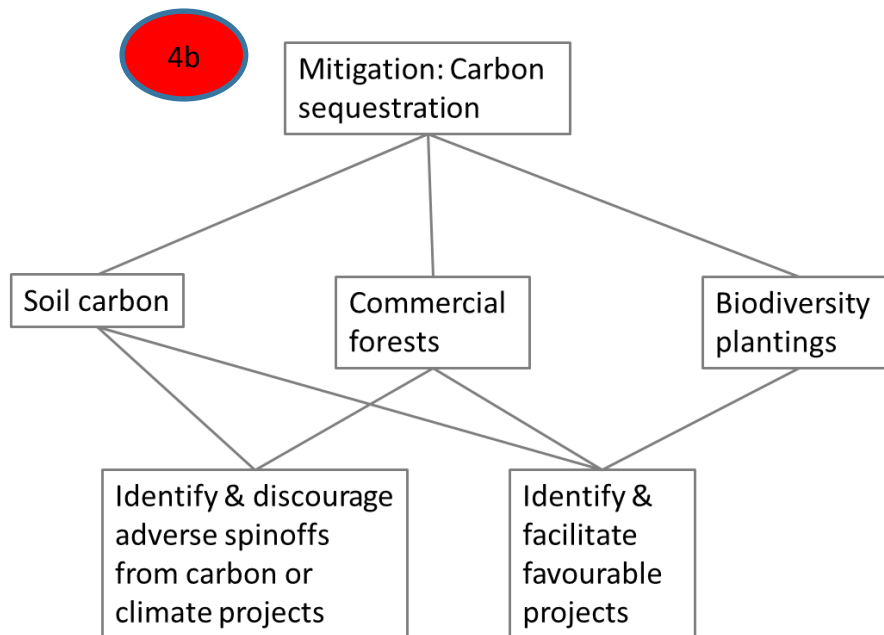 4b
Mitigation: Carbon
sequestration
Soil carbon
Commercial
forests
Biodiversity
plantings
Identify & discourage
adverse spinoffs
from carbon or
climate projects
Identify &
facilitate
favourable
projects